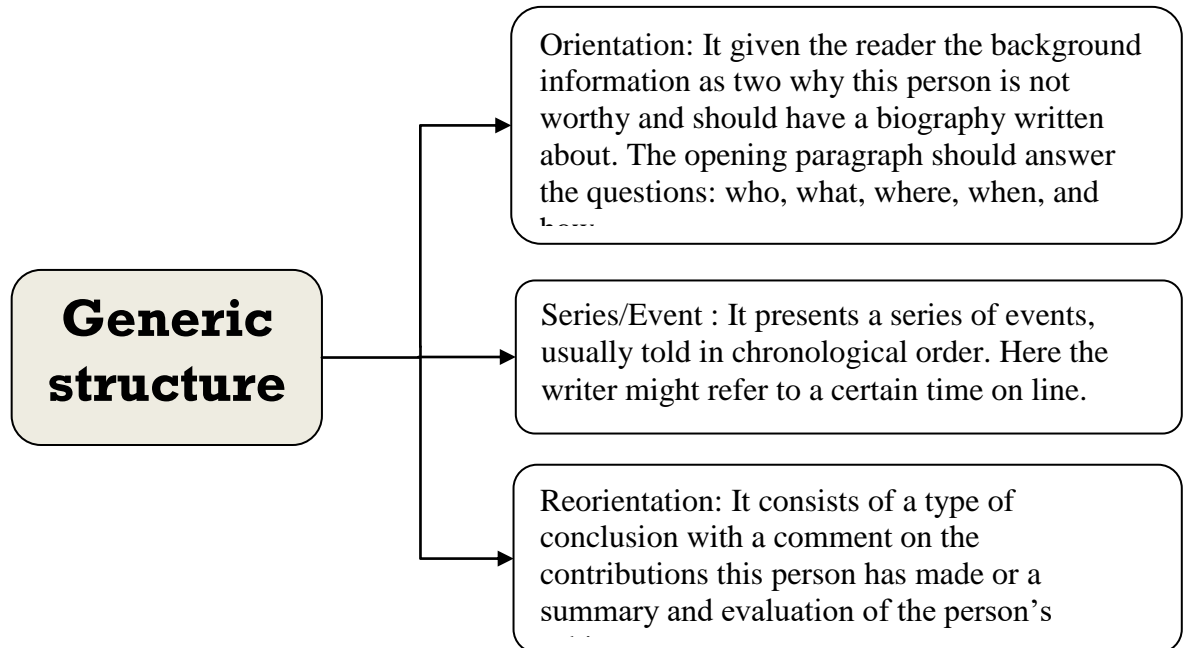 Generic
structure
Orientation: It given the reader the background
information as two why this person is not
worthy and should have a biography written
about. The opening paragraph should answer
the questions: who, what, where, when, and
Series/Event : It presents a series of events,
usually told in chronological order. Here the
writer might refer to a certain time on line.
Reorientation: It consists of a type of
conclusion with a comment on the
contributions this person has made or a
summary and evaluation of the person’s